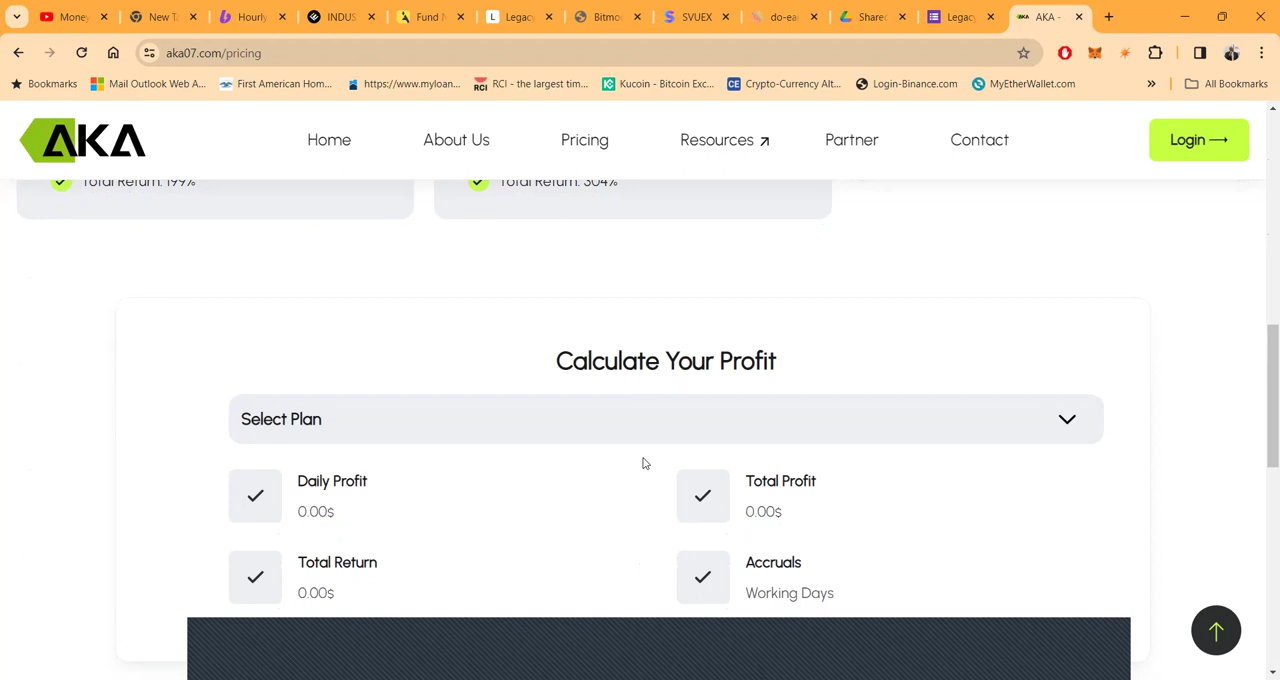 Money
New T
Hourly
INDUS
Fund
Legac
Bitmo
SVUEX
do-ea
Share
Legac
AKA -
aka07.com/pricing
Bookmarks
Mail Outlook Web A...
First American Hom...
https://www.myloan...
RCI
RCI - the largest tim...
Kucoin - Bitcoin Exc...
CE
Crypto-Currency Alt...
Login-Binance.com
MyEtherWallet.com
»
All Bookmarks
AKA
Home
About Us
Pricing
Resources
Partner
Contact
Login
Total Return: 199%
Total Return: 304%
Calculate Your Profit
Select Plan
Daily Profit
0.00$
Total Profit
0.00$
Total Return
0.00$
Accruals
Working Days